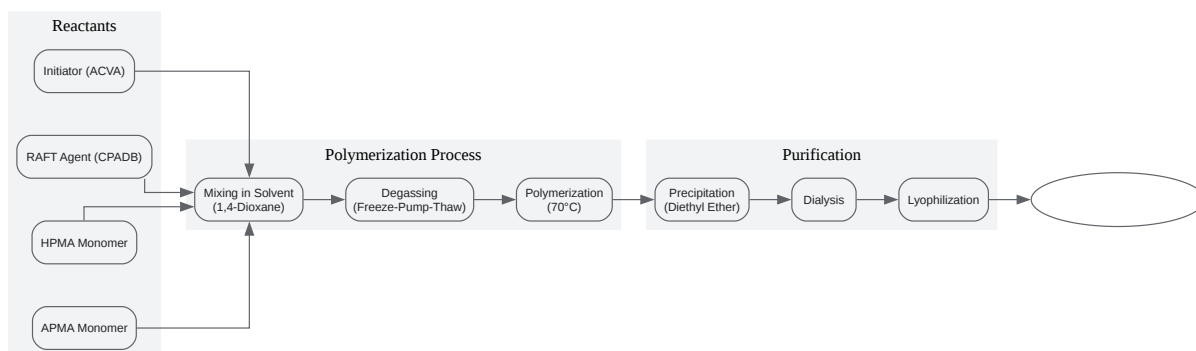 Reactants
Initiator (ACVA)
RAFT Agent (CPADB)
HPMA Monomer
APMA Monomer
Polymerization Process
Mixing in Solvent
(1,4-Dioxane)
Degassing
(Freeze-Pump-Thaw)
Polymerization
(70°C)
Purification
Precipitation
(Diethyl Ether)
Dialysis
Lyophilization